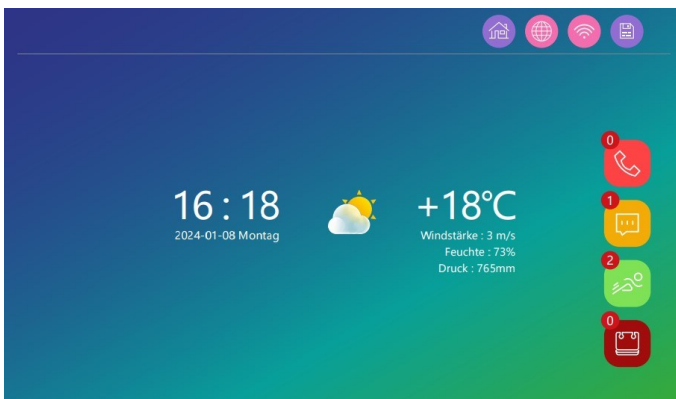 0
16 : 18
+18℃
1
2024-01-08 Montag
Windstärke : 3 m/s
Feuchte : 73%
2
Druck : 765mm
0